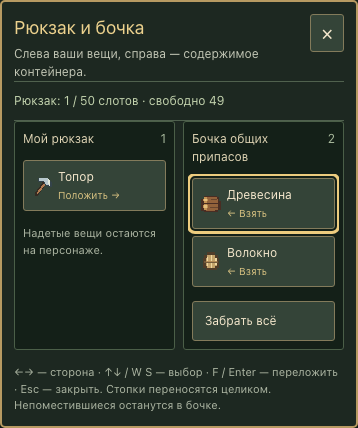 Рюкзак и бочка
×
Слева ваши вещи, справа — содержимое
контейнера.
Рюкзак: 1 / 50 слотов · свободно 49
Мой рюкзак 1
Топор
Положить →
Надетые вещи остаются
на персонаже.
Бочка общих 2
припасов
Древесина
← Взять
Волокно
← Взять
Забрать всё
←→ — сторона · ↑↓ / W S — выбор · F / Enter — переложить
· Esc — закрыть. Стопки переносятся целиком.
Непоместившиеся останутся в бочке.